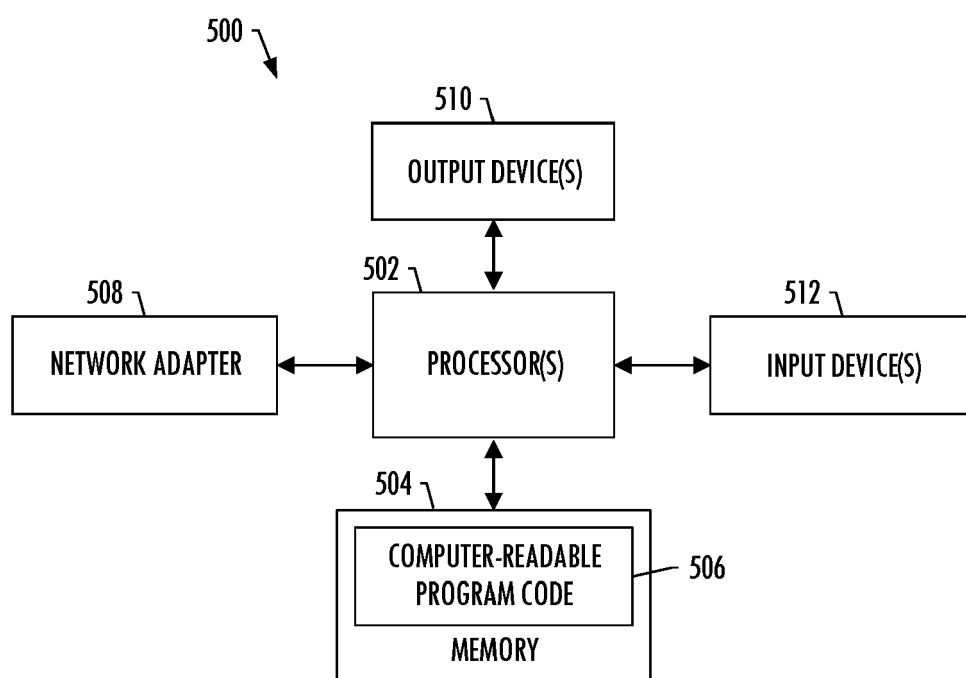 500
510
OUTPUT DEVICE(S)
502
508
512
NETWORK ADAPTER
PROCESSOR(S)
INPUT DEVICE(S)
504
COMPUTER-READABLE
PROGRAM CODE
506
MEMORY